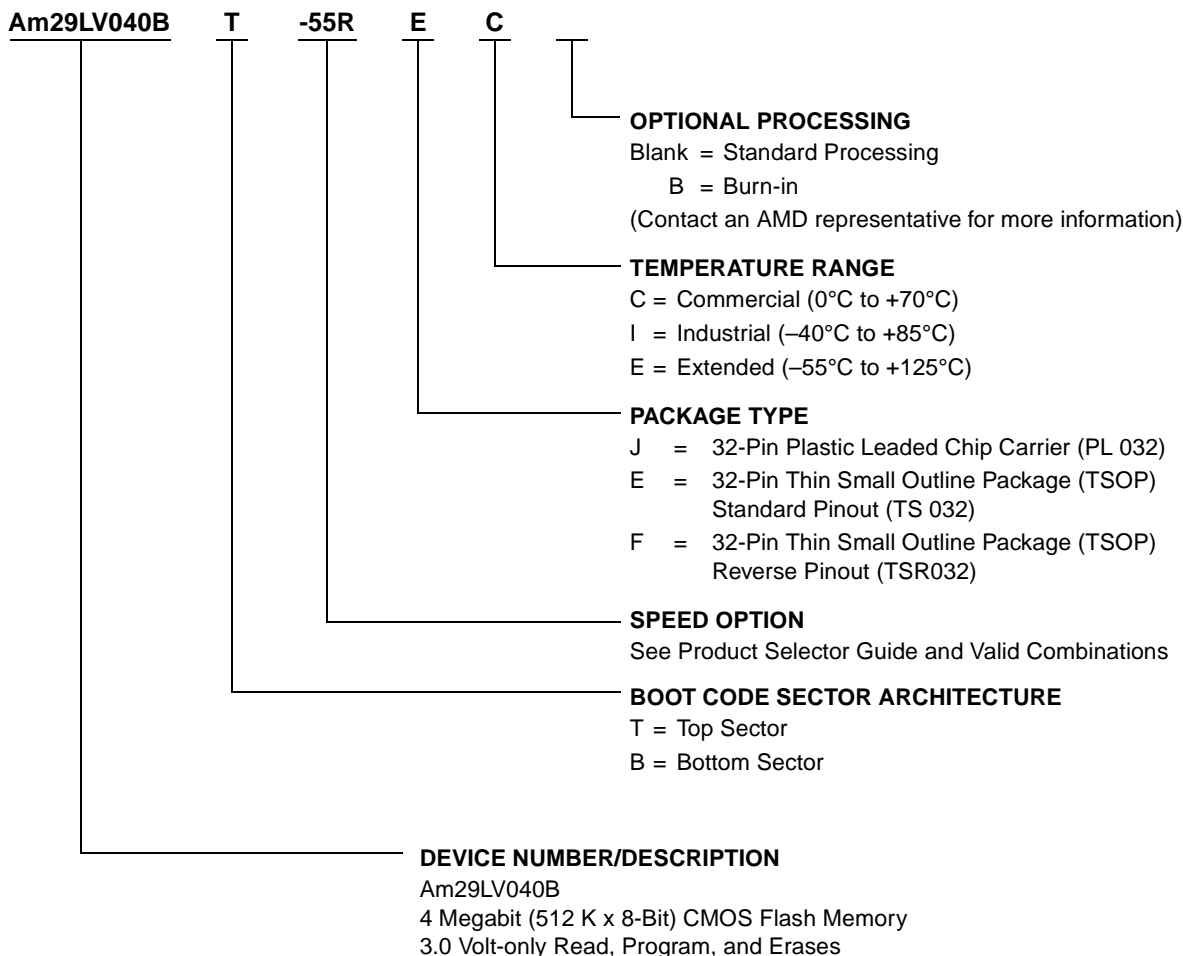 Am29LV040B T -55R E C
OPTIONAL PROCESSING
Blank = Standard Processing
B = Burn-in
(Contact an AMD representative for more information)
TEMPERATURE RANGE
C = Commercial (0°C to +70°C)
I = Industrial (–40°C to +85°C)
E = Extended (–55°C to +125°C)
PACKAGE TYPE
J = 32-Pin Plastic Leaded Chip Carrier (PL 032)
E = 32-Pin Thin Small Outline Package (TSOP)
Standard Pinout (TS 032)
F = 32-Pin Thin Small Outline Package (TSOP)
Reverse Pinout (TSR032)
SPEED OPTION
See Product Selector Guide and Valid Combinations
BOOT CODE SECTOR ARCHITECTURE
T = Top Sector
B = Bottom Sector
DEVICE NUMBER/DESCRIPTION
Am29LV040B
4 Megabit (512 K x 8-Bit) CMOS Flash Memory
3.0 Volt-only Read, Program, and Erases